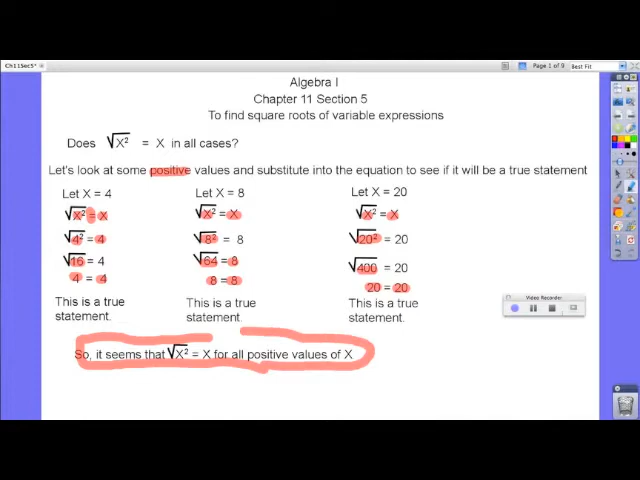 Ch11Sec5*
Page 1 of 9 Best Fit
Algebra I
Chapter 11 Section 5
To find square roots of variable expressions
Does √X² = X in all cases?
Let's look at some positive values and substitute into the equation to see if it will be a true statement
Let X = 4 Let X = 8 Let X = 20
√X² = X √X² = X √X² = X
√4² = 4 √8² = 8 √20² = 20
√16 = 4 √64 = 8 √400 = 20
4 = 4 8 = 8 20 = 20
This is a true This is a true This is a true
statement. statement. statement.
Video Recorder
So, it seems that √X² = X for all positive values of X